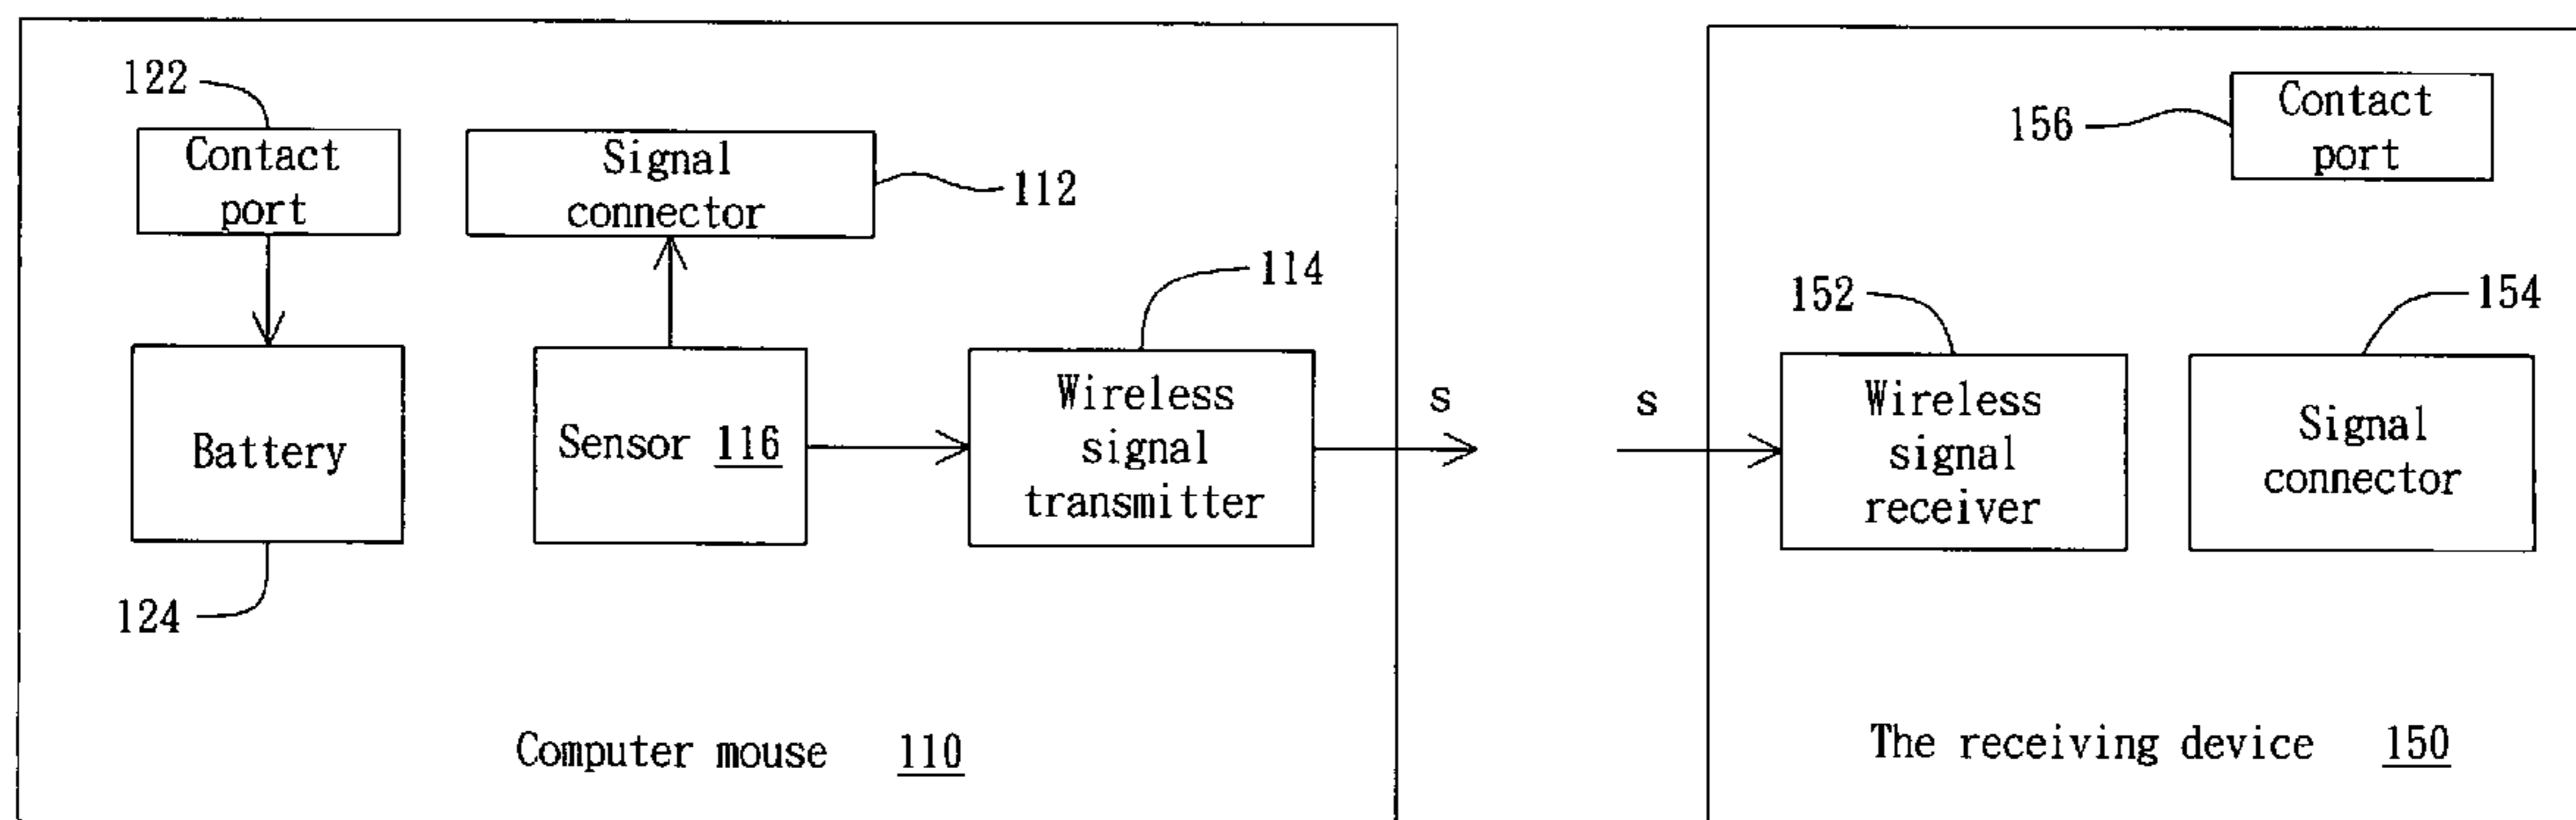 122
Contact
port
Signal
connector
112
114
Battery
124
Sensor 116
Wireless
signal
transmitter
s
Computer mouse 110
156
Contact
port
152
154
s
Wireless
signal
receiver
Signal
connector
The receiving device 150